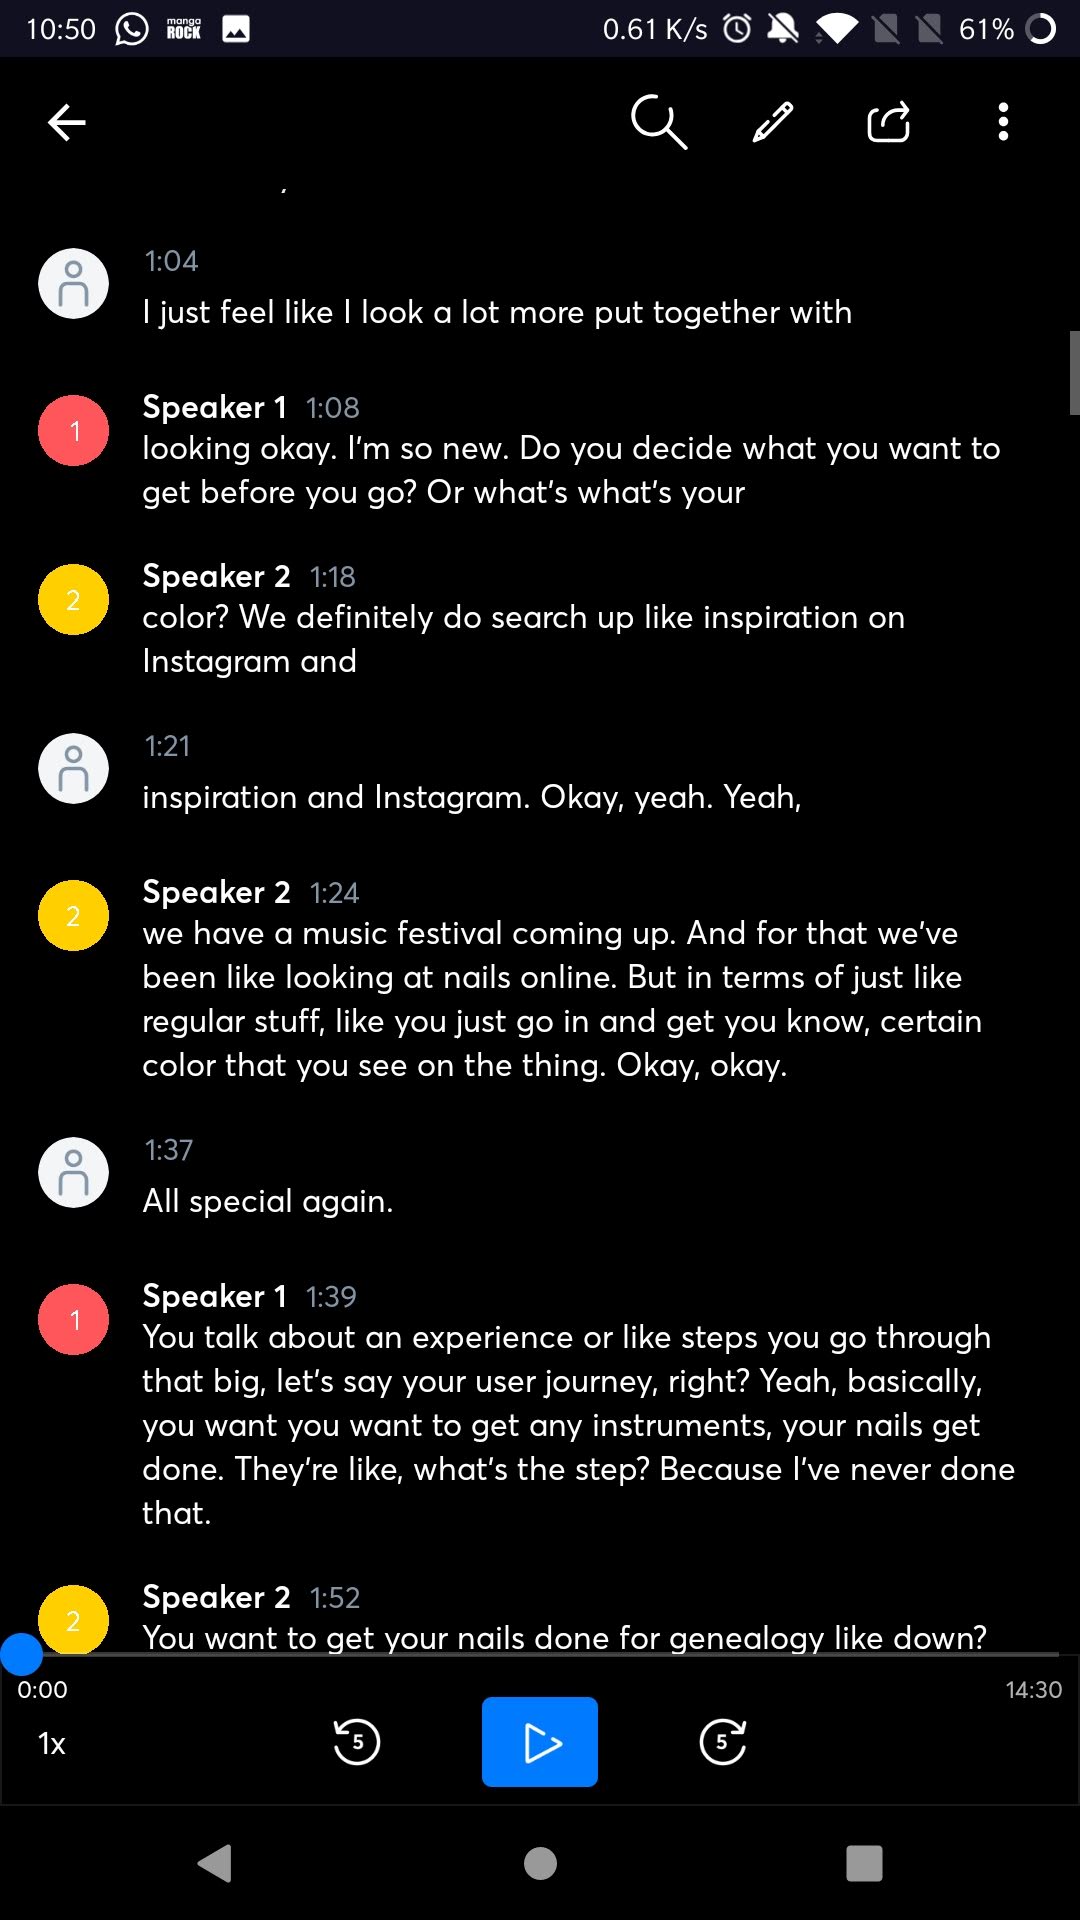 10:50 manga ROCK 0.61 K/s 61%
1:04
I just feel like I look a lot more put together with
1 Speaker 1 1:08
looking okay. I'm so new. Do you decide what you want to
get before you go? Or what's what's your
2 Speaker 2 1:18
color? We definitely do search up like inspiration on
Instagram and
1:21
inspiration and Instagram. Okay, yeah. Yeah,
2 Speaker 2 1:24
we have a music festival coming up. And for that we've
been like looking at nails online. But in terms of just like
regular stuff, like you just go in and get you know, certain
color that you see on the thing. Okay, okay.
1:37
All special again.
1 Speaker 1 1:39
You talk about an experience or like steps you go through
that big, let's say your user journey, right? Yeah, basically,
you want you want to get any instruments, your nails get
done. They're like, what's the step? Because I've never done
that.
2 Speaker 2 1:52
You want to get your nails done for genealogy like down?
0:00 14:30
1x 5 5